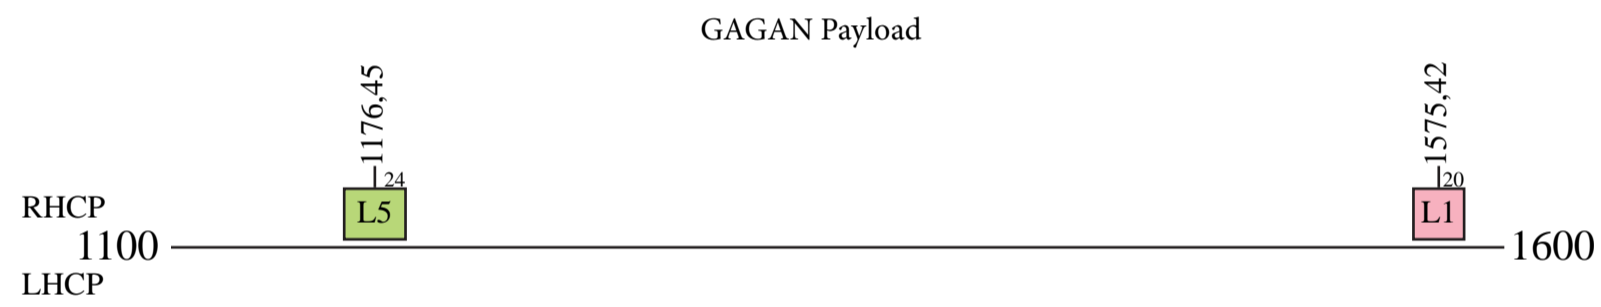 GAGAN Payload
1176,45
1575,42
24
20
RHCP
L5
L1
1100
1600
LHCP